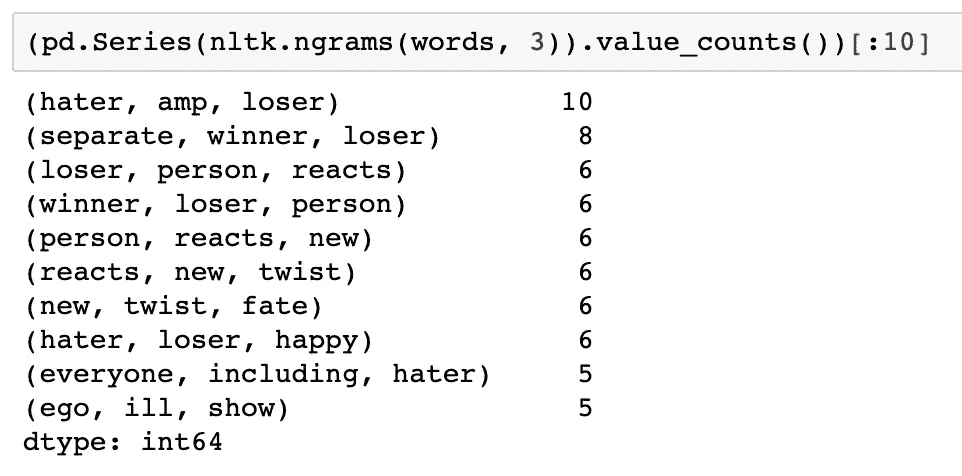 (pd.Series(nltk.ngrams(words, 3)).value_counts())[:10]
(hater, amp, loser) 10
(separate, winner, loser) 8
(loser, person, reacts) 6
(winner, loser, person) 6
(person, reacts, new) 6
(reacts, new, twist) 6
(new, twist, fate) 6
(hater, loser, happy) 6
(everyone, including, hater) 5
(ego, ill, show) 5
dtype: int64